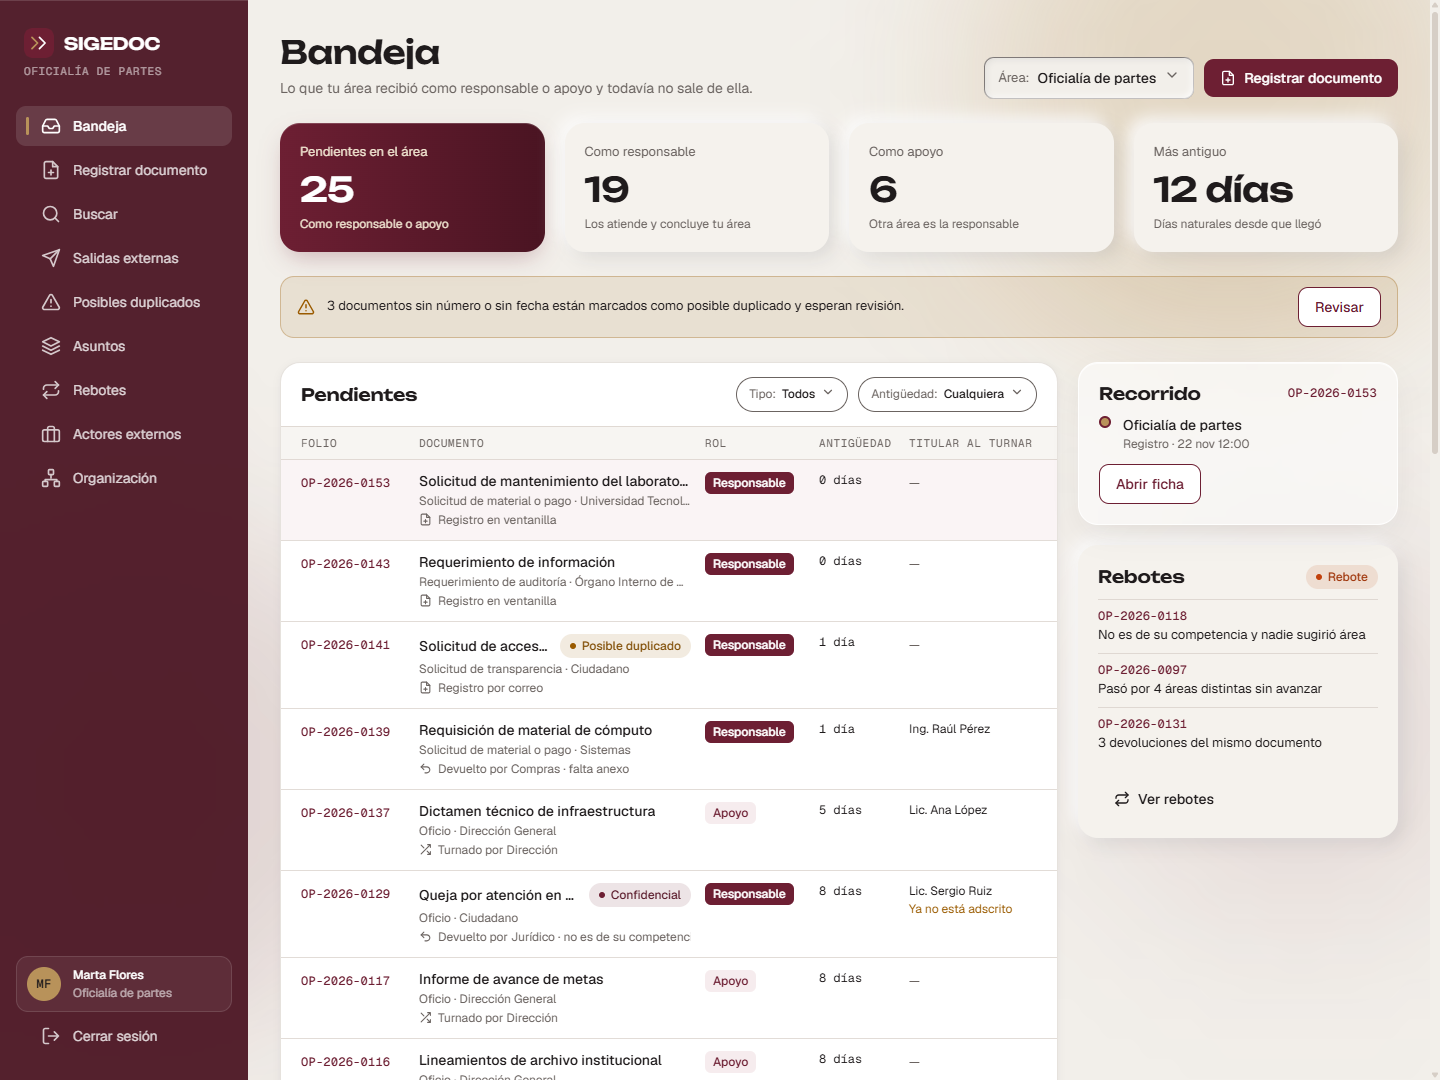 SIGEDOC
OFICIALÍA DE PARTES
Bandeja
Registrar documento
Buscar
Salidas externas
Posibles duplicados
Asuntos
Rebotes
Actores externos
Organización
MF
Marta Flores
Oficialía de partes
Cerrar sesión
Bandeja
Lo que tu área recibió como responsable o apoyo y todavía no sale de ella.
Área: Oficialía de partes
Registrar documento
Pendientes en el área
25
Como responsable o apoyo
Como responsable
19
Los atiende y concluye tu área
Como apoyo
6
Otra área es la responsable
Más antiguo
12 días
Días naturales desde que llegó
3 documentos sin número o sin fecha están marcados como posible duplicado y esperan revisión.
Revisar
Pendientes
Tipo: Todos
Antigüedad: Cualquiera
FOLIO DOCUMENTO ROL ANTIGÜEDAD TITULAR AL TURNAR
OP-2026-0153 Solicitud de mantenimiento del laborato... Responsable 0 días —
Solicitud de material o pago · Universidad Tecnol...
Registro en ventanilla
OP-2026-0143 Requerimiento de información Responsable 0 días —
Requerimiento de auditoría · Órgano Interno de ...
Registro en ventanilla
OP-2026-0141 Solicitud de acces... Posible duplicado Responsable 1 día —
Solicitud de transparencia · Ciudadano
Registro por correo
OP-2026-0139 Requisición de material de cómputo Responsable 1 día Ing. Raúl Pérez
Solicitud de material o pago · Sistemas
Devuelto por Compras · falta anexo
OP-2026-0137 Dictamen técnico de infraestructura Apoyo 5 días Lic. Ana López
Oficio · Dirección General
Turnado por Dirección
OP-2026-0129 Queja por atención en ... Confidencial Responsable 8 días Lic. Sergio Ruiz
Ya no está adscrito
Oficio · Ciudadano
Devuelto por Jurídico · no es de su competenc
OP-2026-0117 Informe de avance de metas Apoyo 8 días —
Oficio · Dirección General
Turnado por Dirección
OP-2026-0116 Lineamientos de archivo institucional Apoyo 8 días —
Oficio · Dirección General
Recorrido OP-2026-0153
Oficialía de partes
Registro · 22 nov 12:00
Abrir ficha
Rebotes Rebote
OP-2026-0118
No es de su competencia y nadie sugirió área
OP-2026-0097
Pasó por 4 áreas distintas sin avanzar
OP-2026-0131
3 devoluciones del mismo documento
Ver rebotes